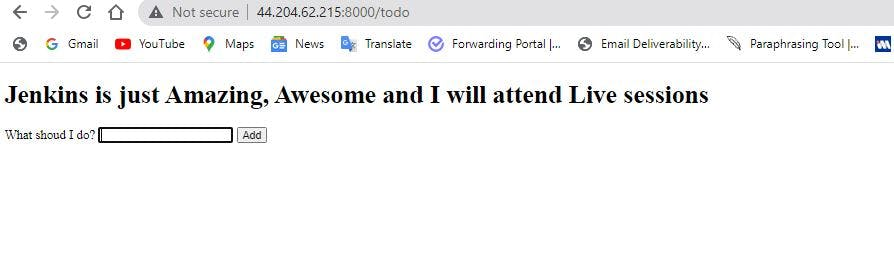 Not secure | 44.204.62.215:8000/todo
Gmail YouTube Maps News Translate Forwarding Portal |... Email Deliverability... Paraphrasing Tool |...
Jenkins is just Amazing, Awesome and I will attend Live sessions
What shoud I do? Add